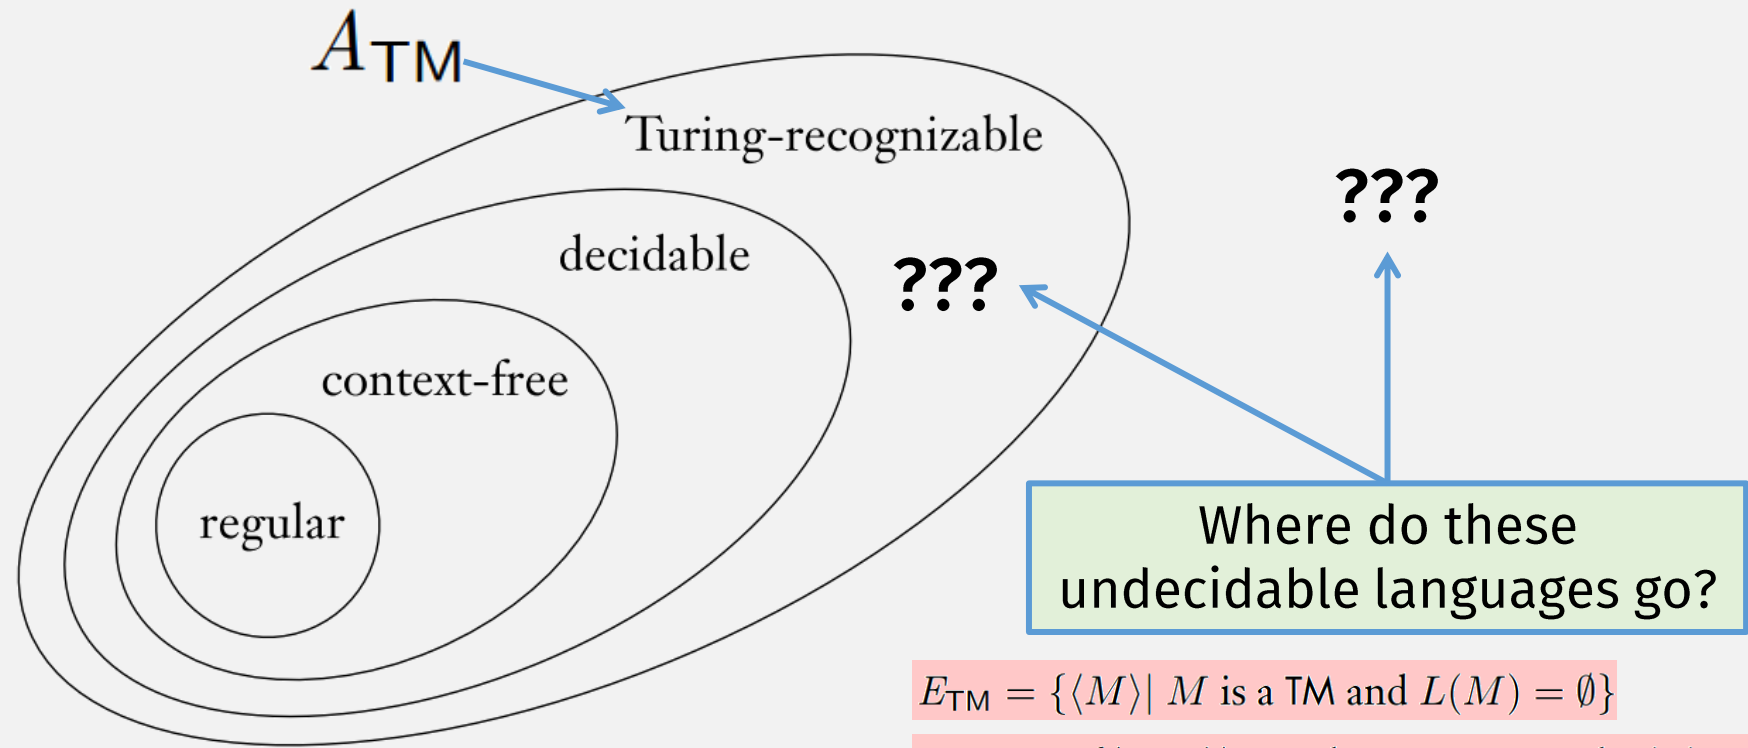 A_TM
Turing-recognizable
???
decidable
???
context-free
regular
Where do these
undecidable languages go?
E_TM = {⟨M⟩| M is a TM and L(M) = ∅}